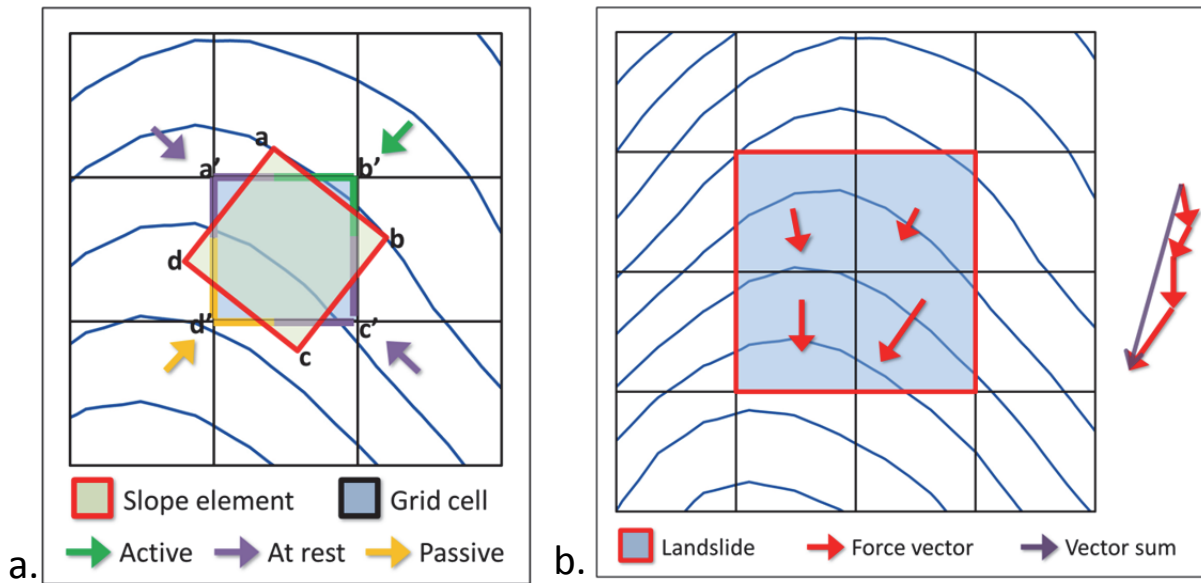 a
a' b'
b
d
d' c'
c
Slope element Grid cell
Active At rest Passive
a.
Landslide Force vector Vector sum
b.